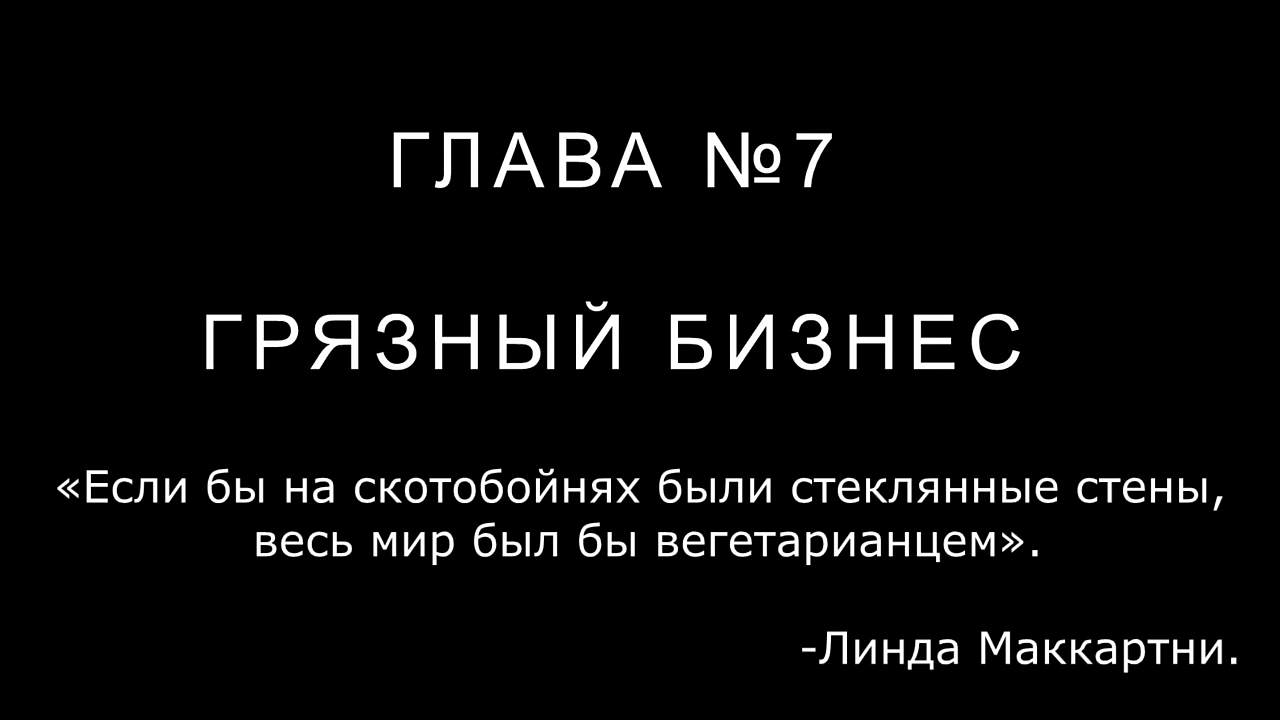 ГЛАВА №7
ГРЯЗНЫЙ БИЗНЕС
«Если бы на скотобойнях были стеклянные стены,
весь мир был бы вегетарианцем».
-Линда Маккартни.